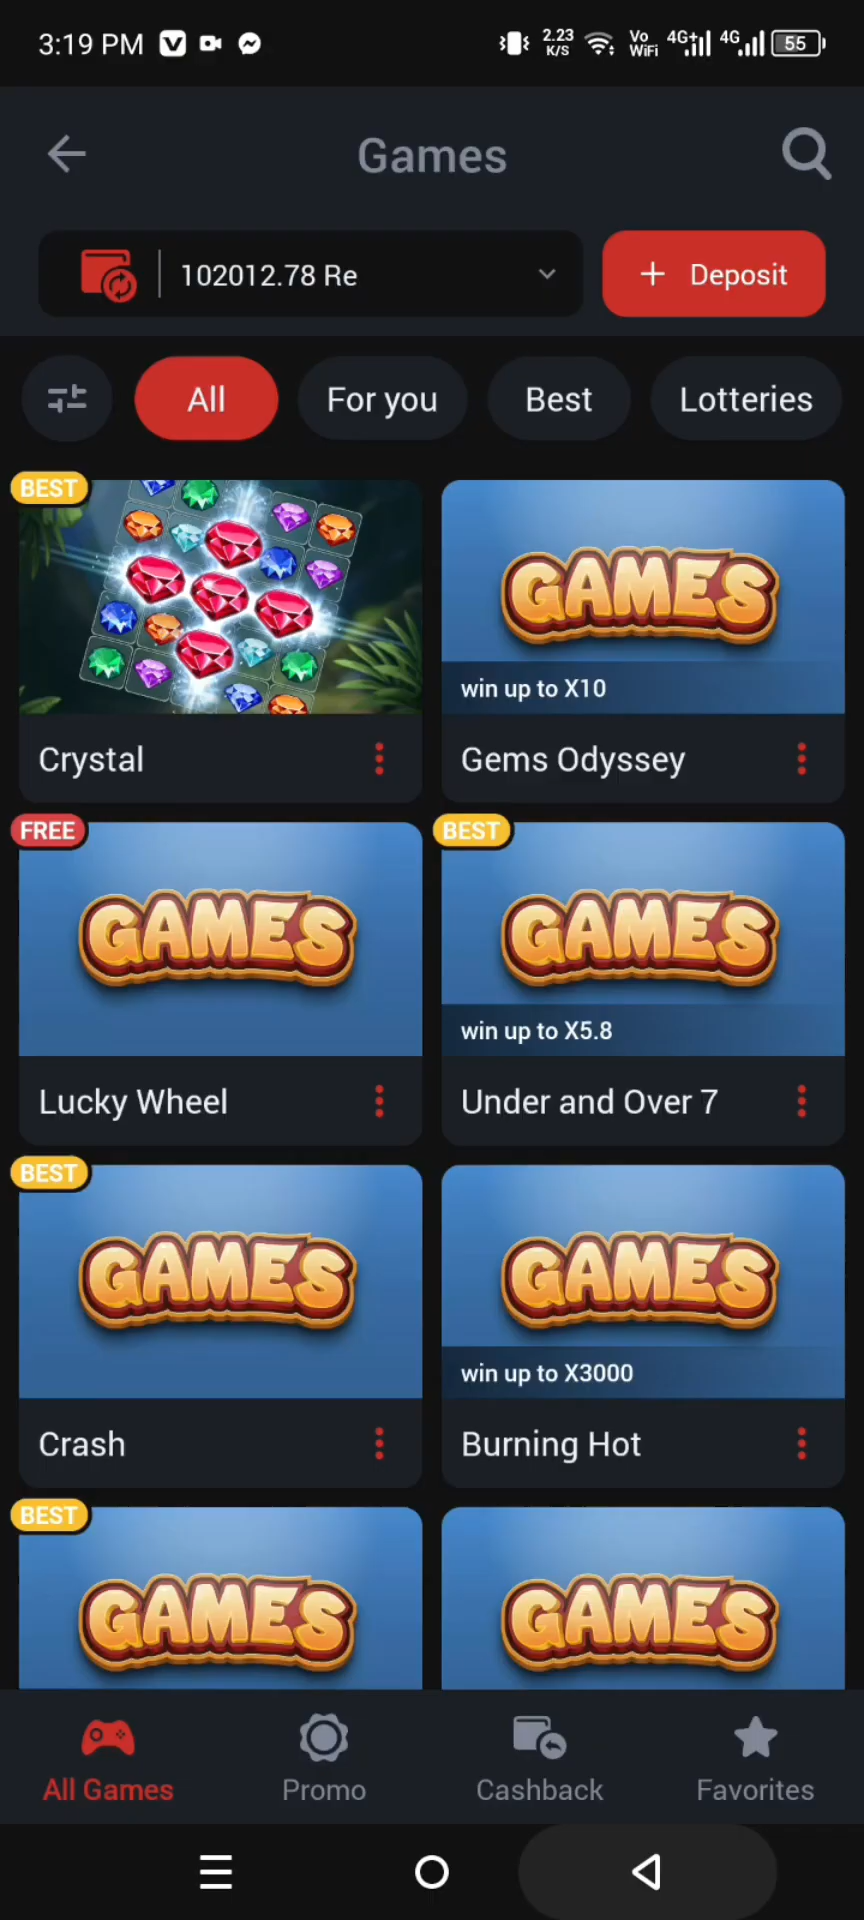 3:19 PM
2.23 K/S
Vo WiFi
4G+
4G
55
Games
102012.78 Re
+ Deposit
All
For you
Best
Lotteries
BEST
GAMES
win up to X10
Crystal
Gems Odyssey
FREE
BEST
GAMES
GAMES
win up to X5.8
Lucky Wheel
Under and Over 7
BEST
GAMES
GAMES
win up to X3000
Crash
Burning Hot
BEST
GAMES
GAMES
All Games
Promo
Cashback
Favorites